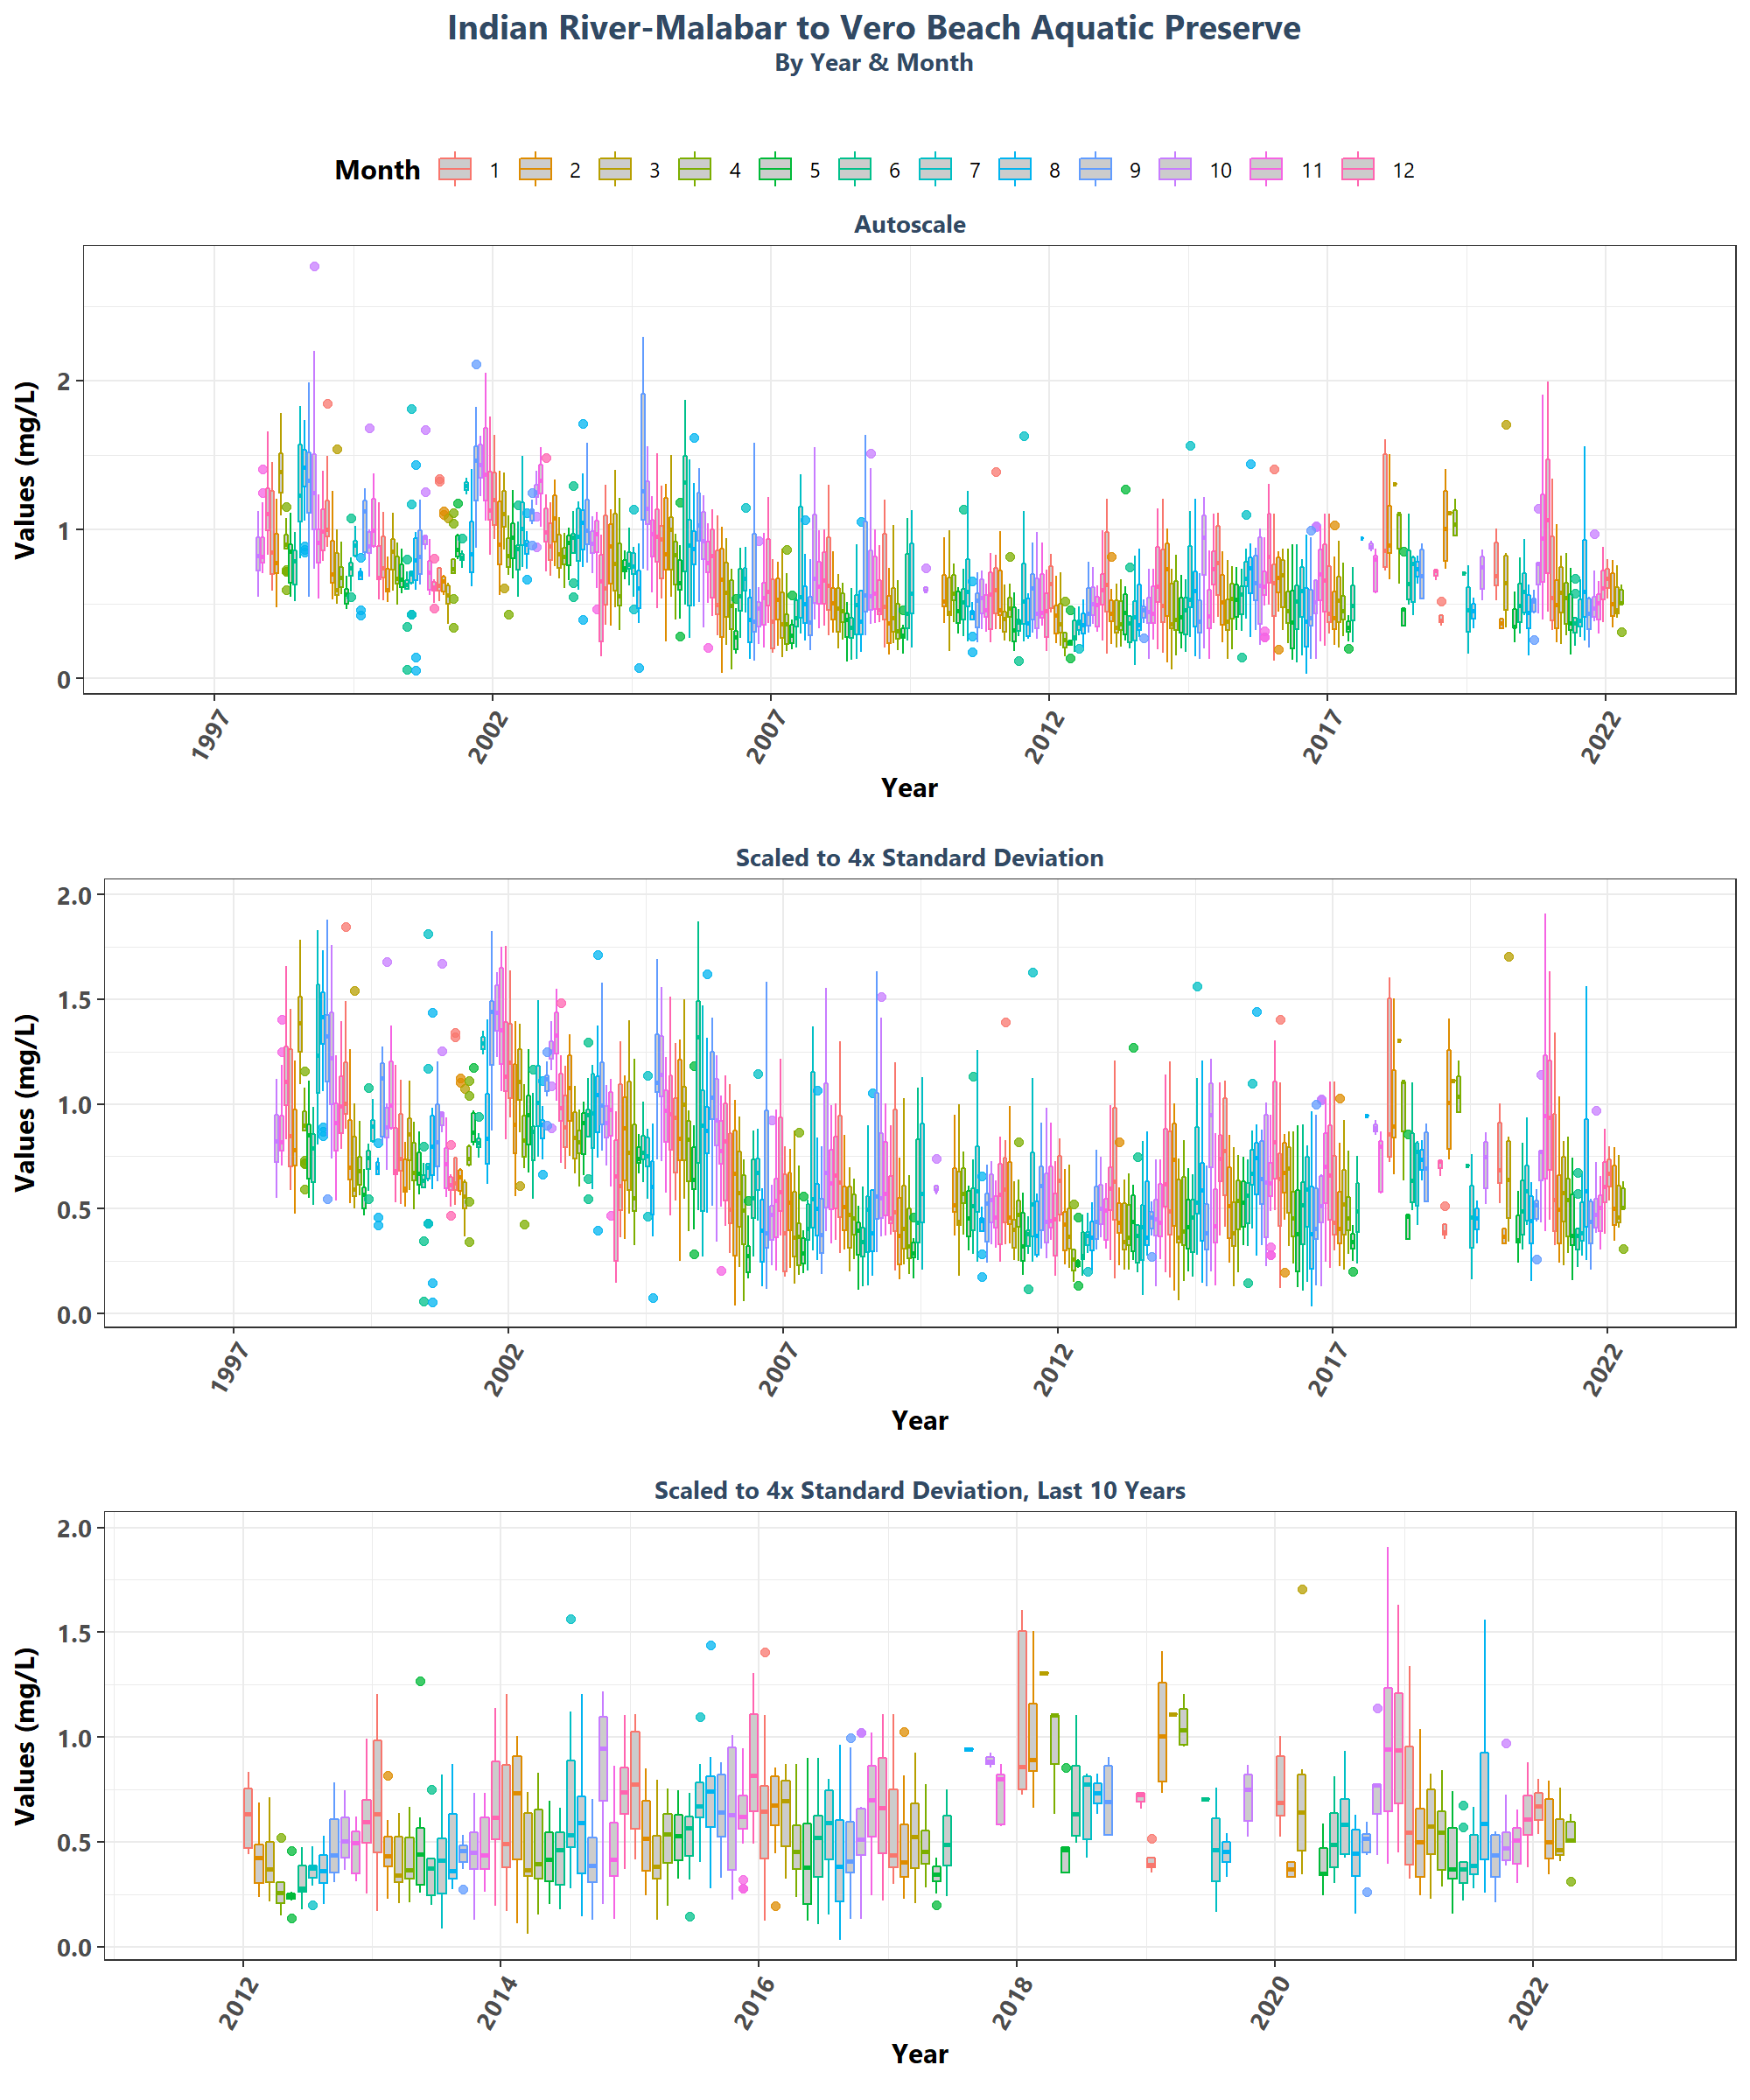 Indian River-Malabar to Vero Beach Aquatic Preserve
By Year & Month
Month 1 2 3 4 5 6 7 8 9 10 11 12
Autoscale
Values (mg/L)
2
1
0
1997 2002 2007 2012 2017 2022
Year
Scaled to 4x Standard Deviation
Values (mg/L)
2.0
1.5
1.0
0.5
0.0
1997 2002 2007 2012 2017 2022
Year
Scaled to 4x Standard Deviation, Last 10 Years
Values (mg/L)
2.0
1.5
1.0
0.5
0.0
2012 2014 2016 2018 2020 2022
Year